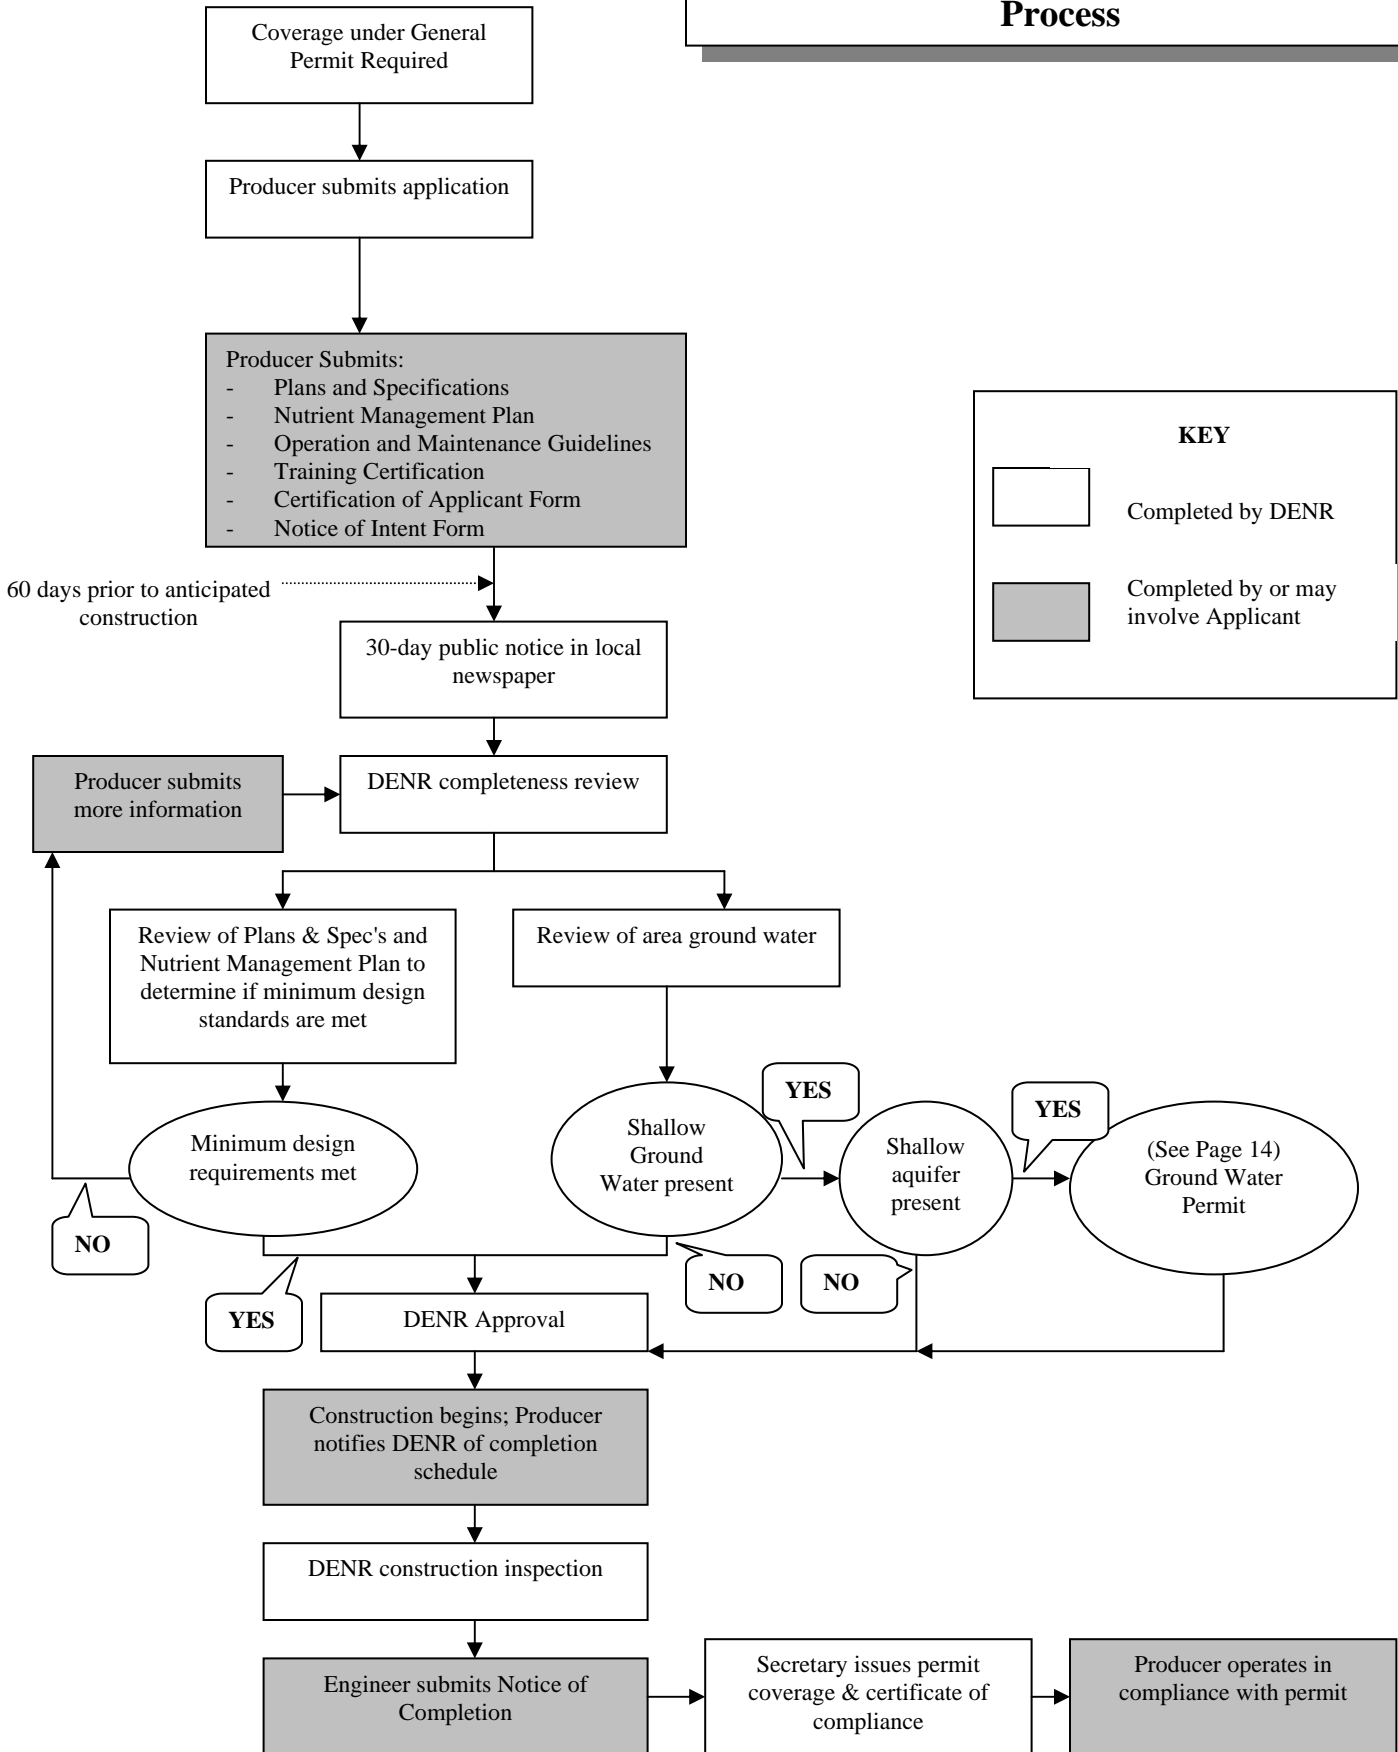 Process
Coverage under General
Permit Required
Producer submits application
Producer Submits:
- Plans and Specifications
- Nutrient Management Plan
- Operation and Maintenance Guidelines
- Training Certification
- Certification of Applicant Form
- Notice of Intent Form
KEY
Completed by DENR
Completed by or may
involve Applicant
60 days prior to anticipated
construction
30-day public notice in local
newspaper
Producer submits
more information
DENR completeness review
Review of Plans & Spec's and
Nutrient Management Plan to
determine if minimum design
standards are met
Review of area ground water
Minimum design
requirements met
Shallow
Ground
Water present
YES
Shallow
aquifer
present
YES
(See Page 14)
Ground Water
Permit
NO
YES
NO
NO
DENR Approval
Construction begins; Producer
notifies DENR of completion
schedule
DENR construction inspection
Engineer submits Notice of
Completion
Secretary issues permit
coverage & certificate of
compliance
Producer operates in
compliance with permit